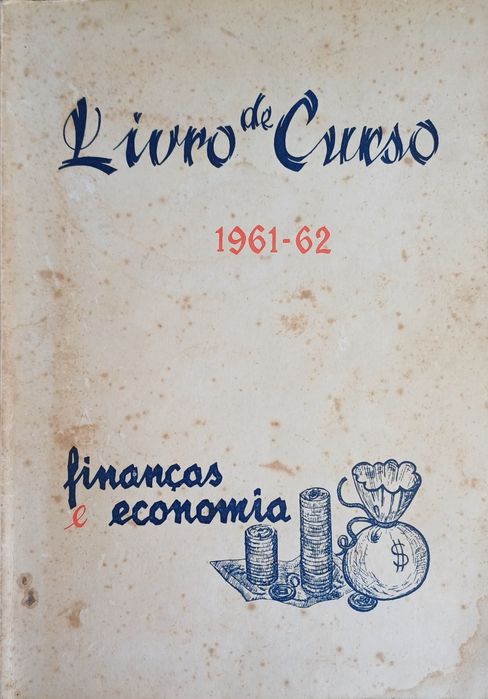 Livro de Curso
1961-62
finanças
e economia
$